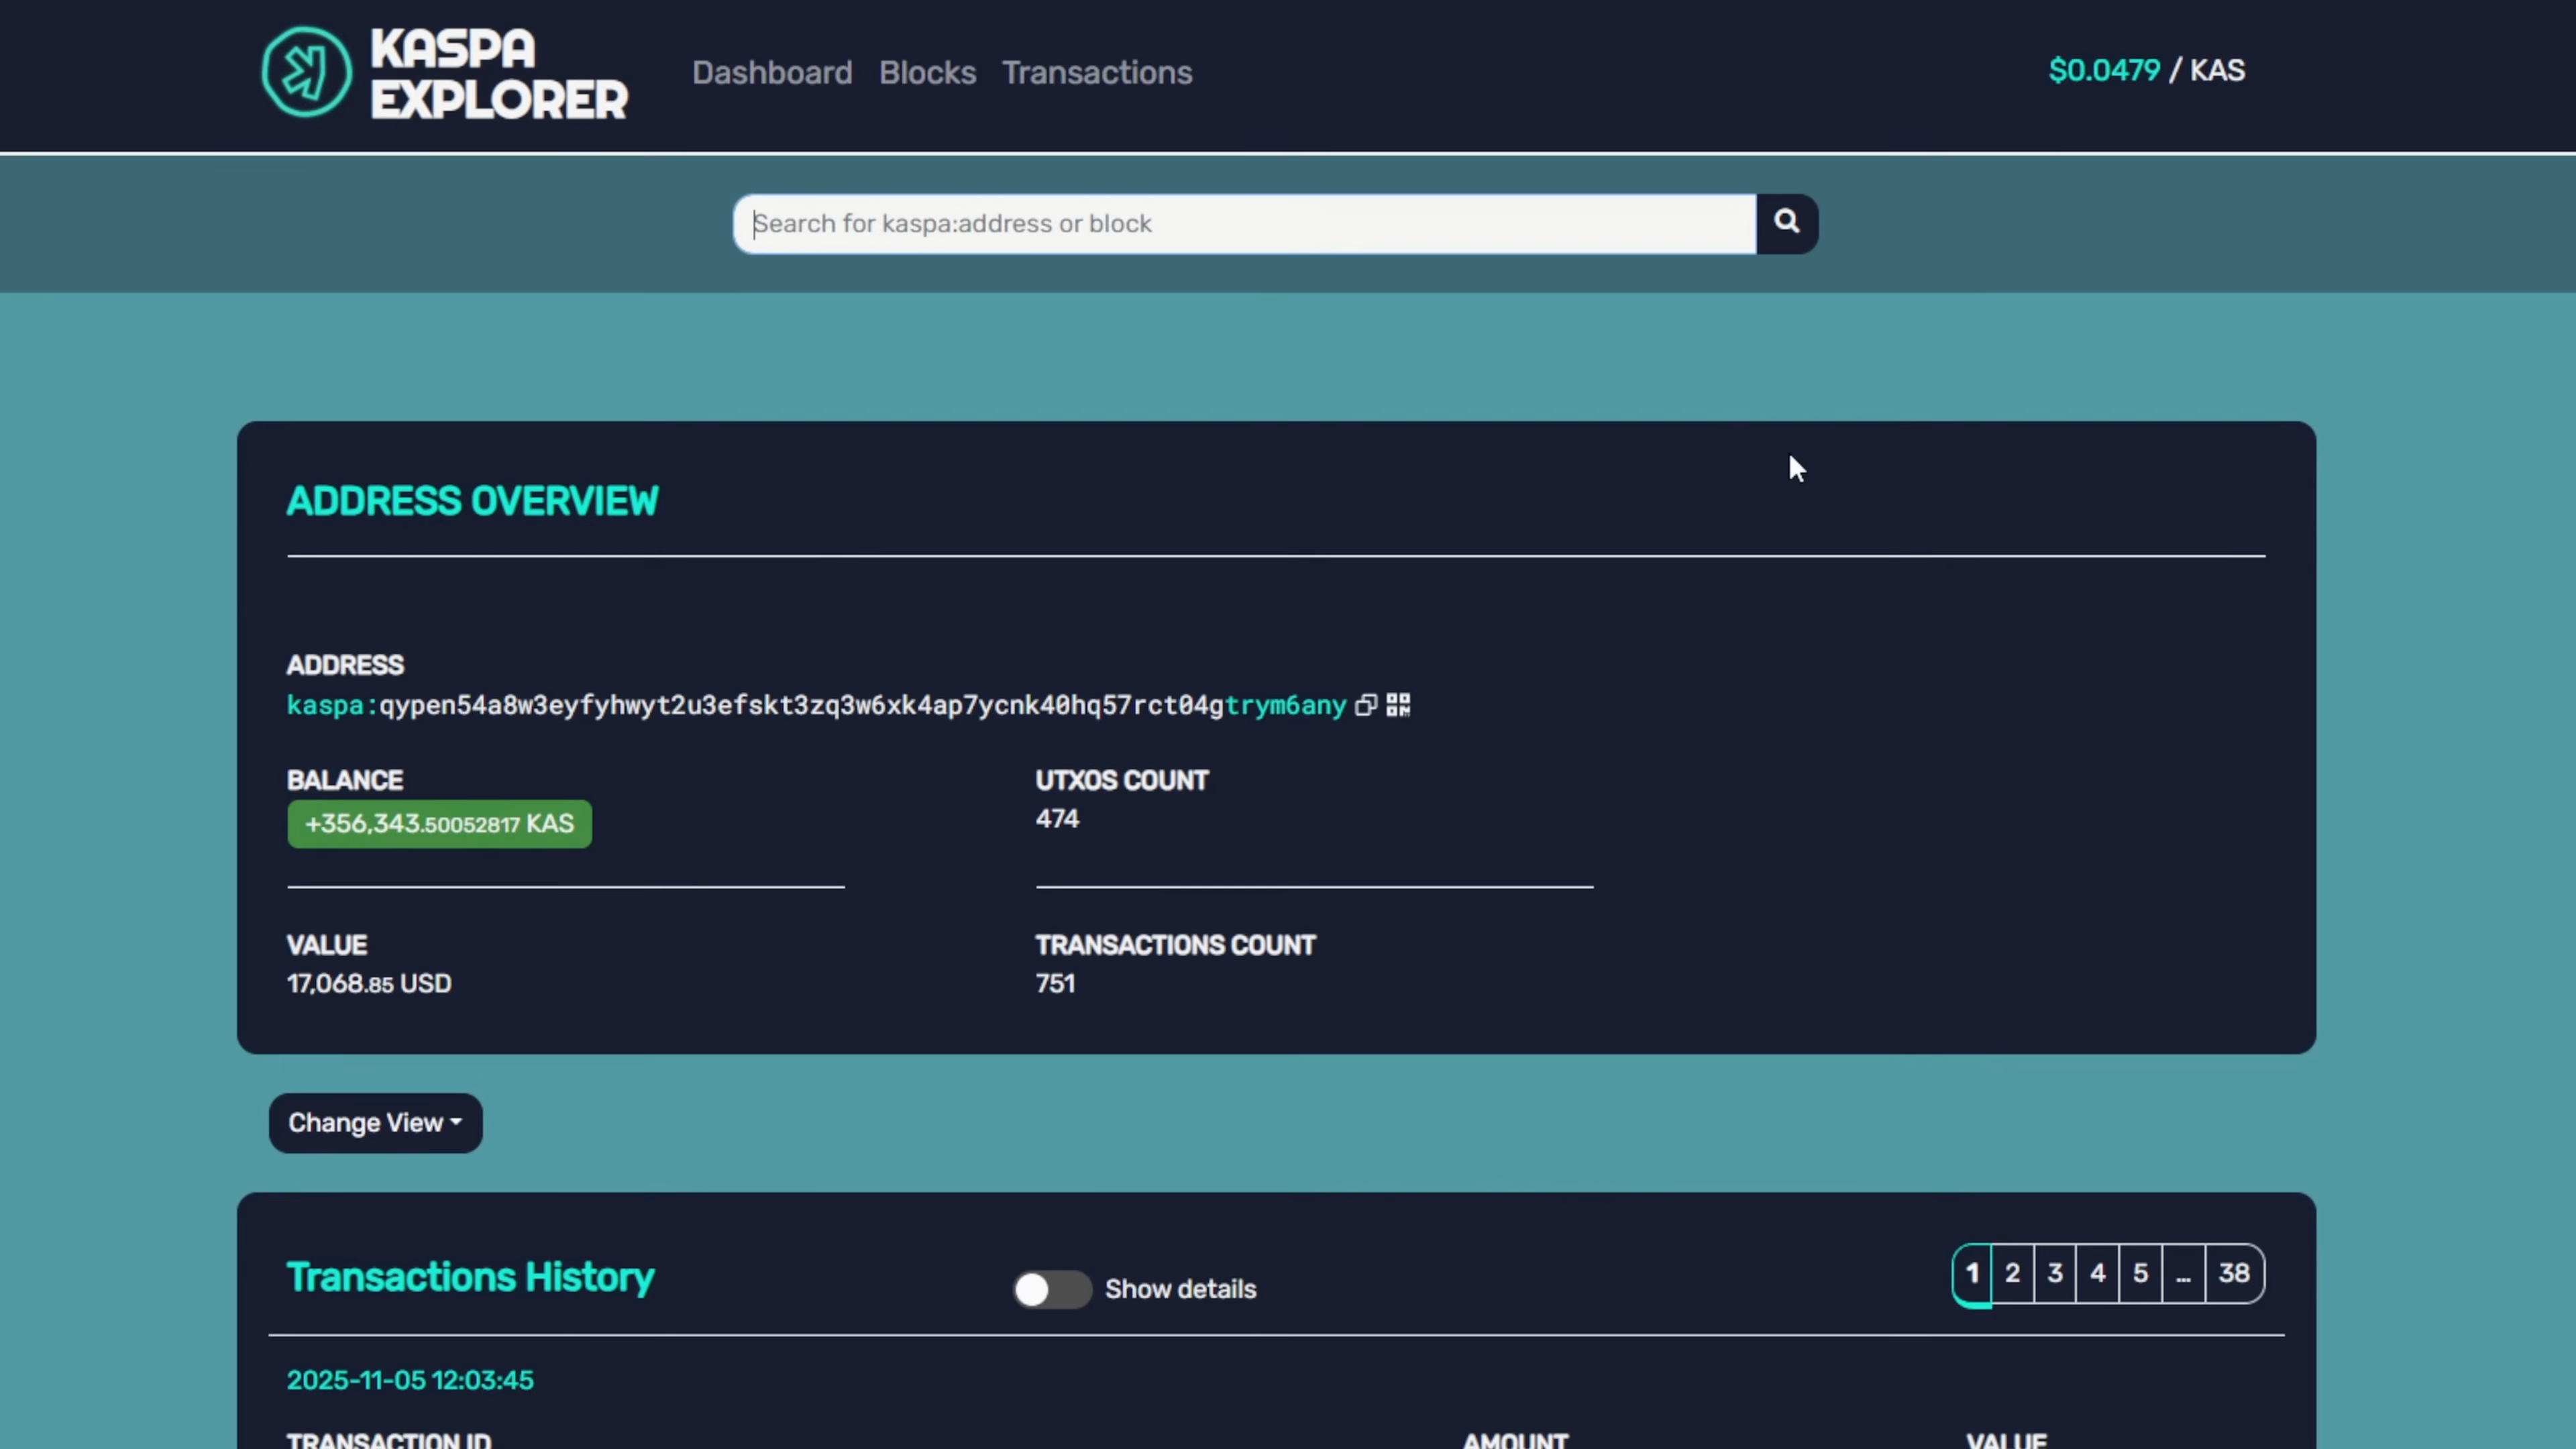 KASPA
EXPLORER
Dashboard Blocks Transactions
$0.0479 / KAS
Search for kaspa:address or block
ADDRESS OVERVIEW
ADDRESS
kaspa:qypen54a8w3eyfyhwyt2u3efskt3zq3w6xk4ap7ycnk40hq57rct04gtrym6any
BALANCE
+356,343.50052817 KAS
UTXOS COUNT
474
VALUE
17,068.85 USD
TRANSACTIONS COUNT
751
Change View
Transactions History
Show details
1 2 3 4 5 ... 38
2025-11-05 12:03:45
TRANSACTION ID AMOUNT VALUE